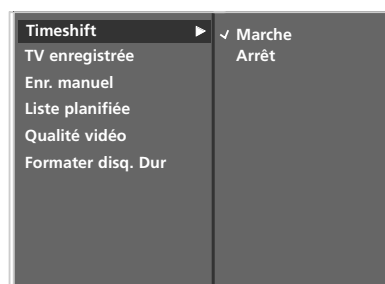 Timeshift
TV enregistrée
Enr. manuel
Liste planifiée
Qualité vidéo
Formater disq. Dur
Marche
Arrêt